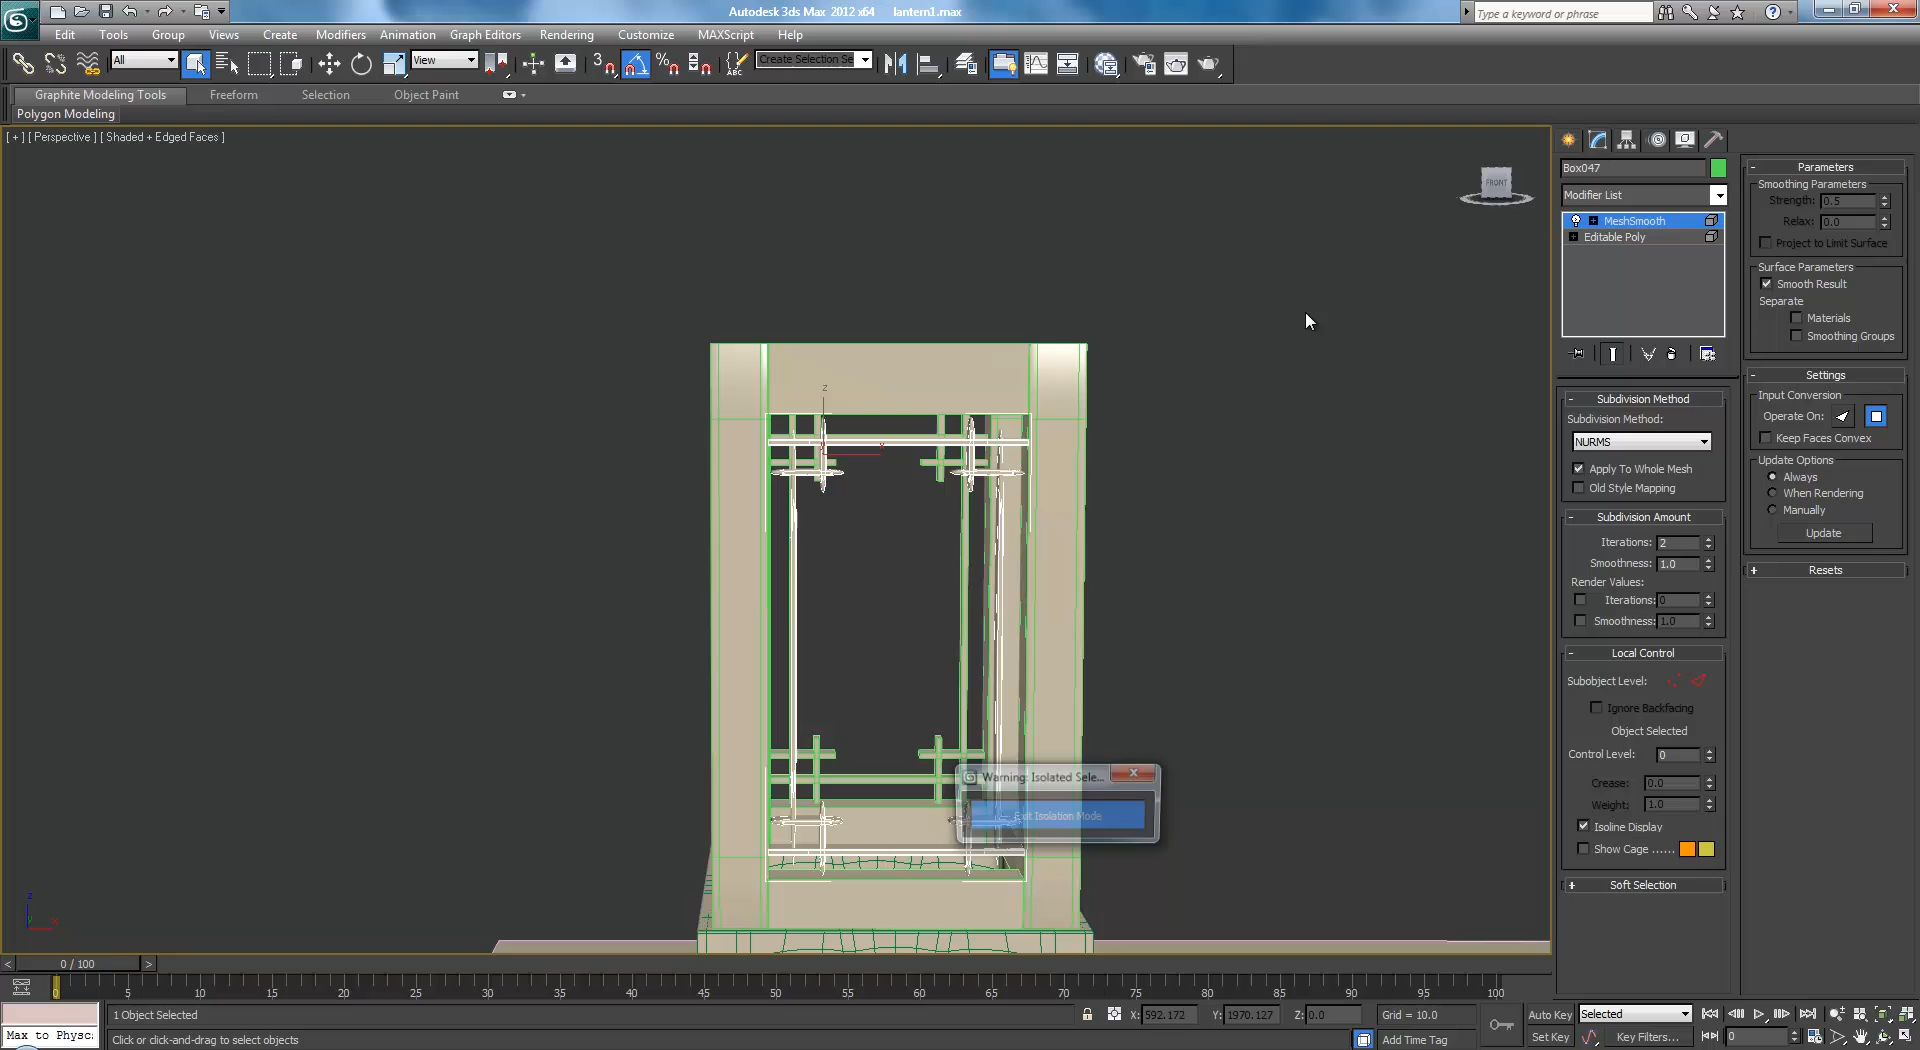 Autodesk 3ds Max 2012 x64    lantern1.max
Type a keyword or phrase
Edit Tools Group Views Create Modifiers Animation Graph Editors Rendering Customize MAXScript Help
All View Create Selection Se
Graphite Modeling Tools Freeform Selection Object Paint
Polygon Modeling
[ + ] [ Perspective ] [ Shaded + Edged Faces ]
FRONT
z
x
Warning: Isolated Sele...
Exit Isolation Mode
z
x
Box047
Modifier List
MeshSmooth
Editable Poly
- Subdivision Method
Subdivision Method:
NURMS
Apply To Whole Mesh
Old Style Mapping
- Subdivision Amount
Iterations: 2
Smoothness: 1.0
Render Values:
Iterations: 0
Smoothness: 1.0
- Local Control
Subobject Level:
Ignore Backfacing
Object Selected
Control Level: 0
Crease: 0.0
Weight: 1.0
Isoline Display
Show Cage ......
+ Soft Selection
- Parameters
Smoothing Parameters
Strength: 0.5
Relax: 0.0
Project to Limit Surface
Surface Parameters
Smooth Result
Separate
Materials
Smoothing Groups
- Settings
Input Conversion
Operate On:
Keep Faces Convex
Update Options
Always
When Rendering
Manually
Update
+ Resets
< 0 / 100 >
0 5 10 15 20 25 30 35 40 45 50 55 60 65 70 75 80 85 90 95 100
1 Object Selected
X: 592.172 Y: 1970.127 Z: 0.0 Grid = 10.0
Auto Key Selected
Max to Physc:
Click or click-and-drag to select objects
Add Time Tag
Set Key Key Filters... 0